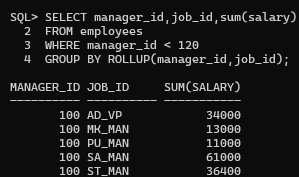 SQL> SELECT manager_id,job_id,sum(salary)
  2  FROM employees
  3  WHERE manager_id < 120
  4  GROUP BY ROLLUP(manager_id,job_id);
MANAGER_ID JOB_ID     SUM(SALARY)
---------- ---------- -----------
       100 AD_VP            34000
       100 MK_MAN           13000
       100 PU_MAN           11000
       100 SA_MAN           61000
       100 ST_MAN           36400